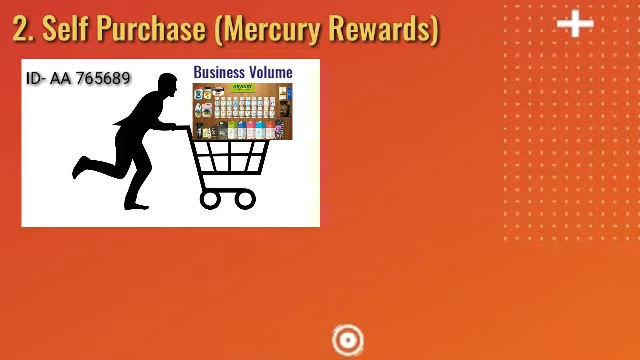 2. Self Purchase (Mercury Rewards)
ID- AA 765689
Business Volume